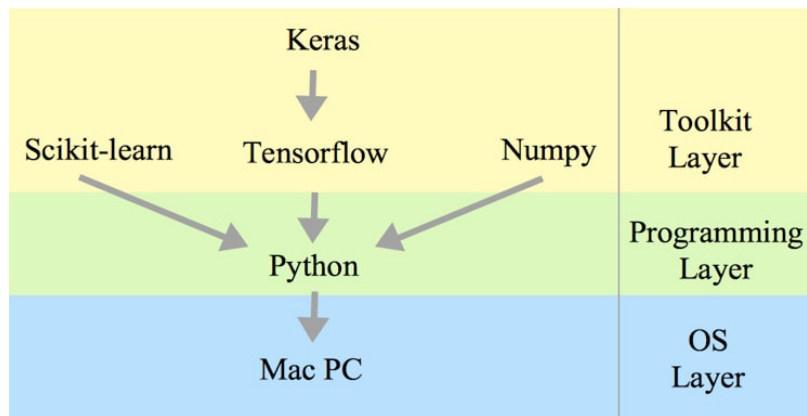 Keras
Scikit-learn Tensorflow Numpy
Toolkit
Layer
Python
Programming
Layer
Mac PC
OS
Layer